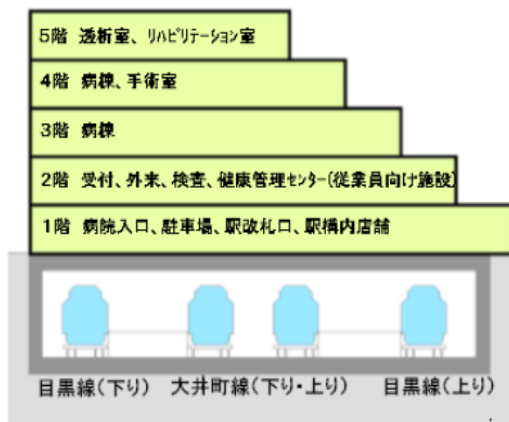 5階 透析室、リハビリテーション室
4階 病棟、手術室
3階 病棟
2階 受付、外来、検査、健康管理センター(従業員向け施設)
1階 病院入口、駐車場、駅改札口、駅構内店舗
目黒線(下り) 大井町線(下り・上り) 目黒線(上り)